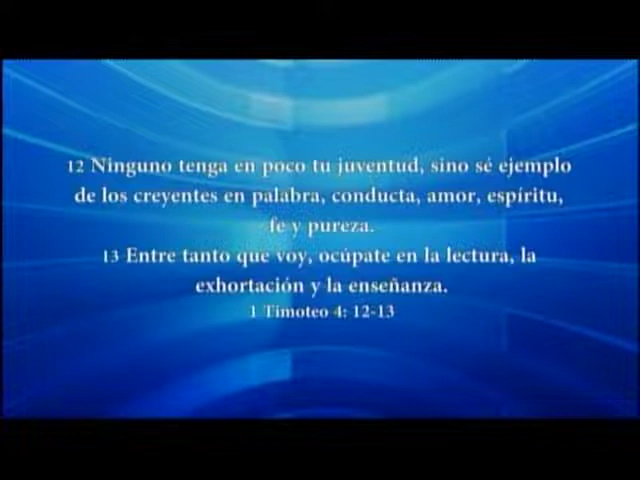 12 Ninguno tenga en poco tu juventud, sino sé ejemplo
de los creyentes en palabra, conducta, amor, espíritu,
fe y pureza.
13 Entre tanto que voy, ocúpate en la lectura, la
exhortación y la enseñanza.
1 Timoteo 4: 12-13